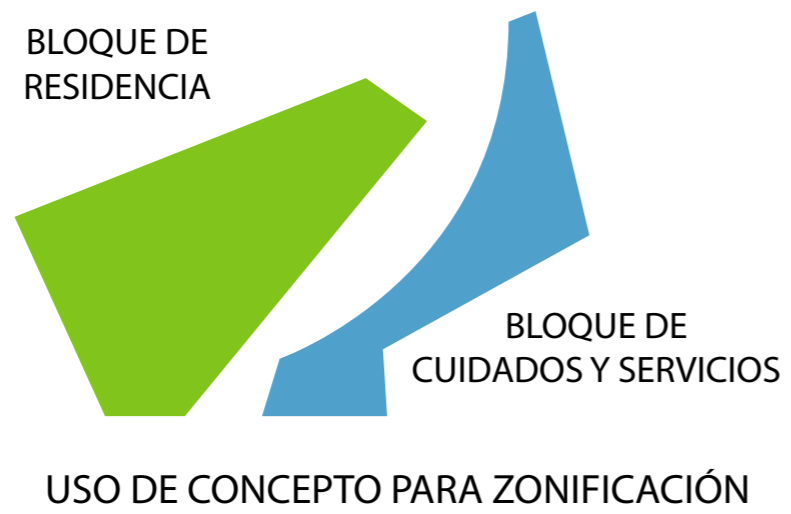 BLOQUE DE
RESIDENCIA
BLOQUE DE
CUIDADOS Y SERVICIOS
USO DE CONCEPTO PARA ZONIFICACIÓN